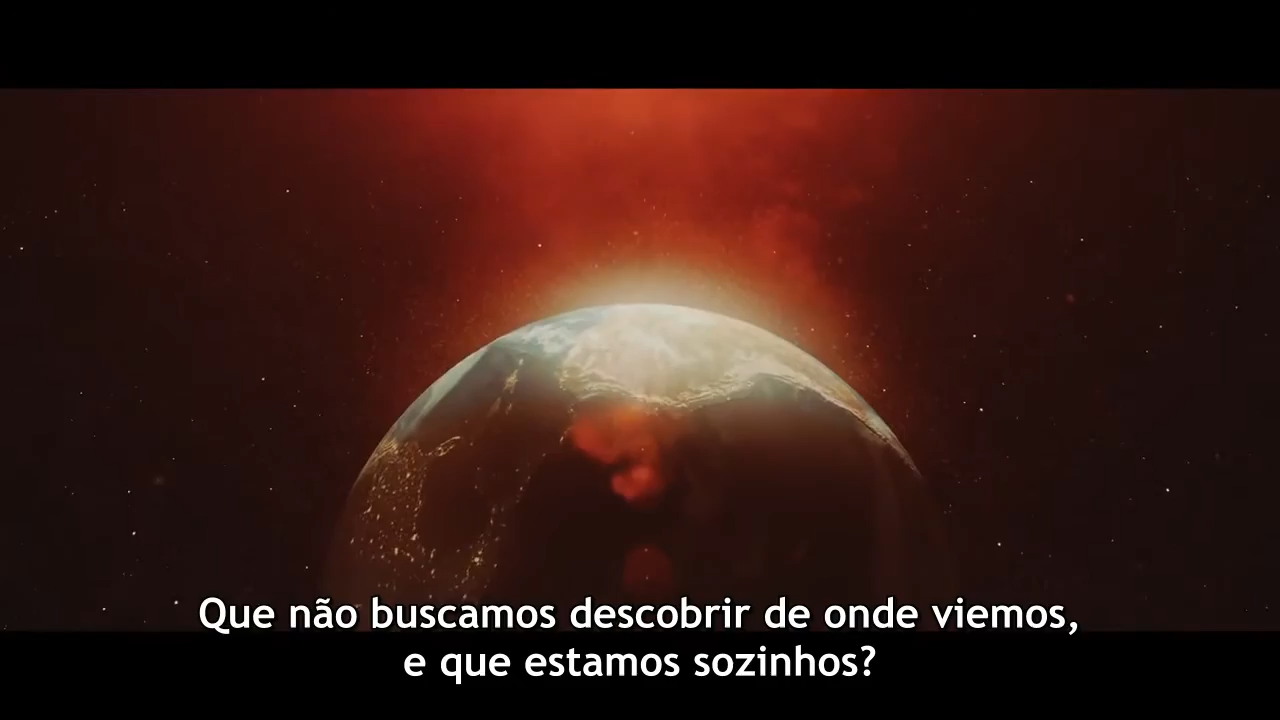 Que não buscamos descobrir de onde viemos,
e que estamos sozinhos?